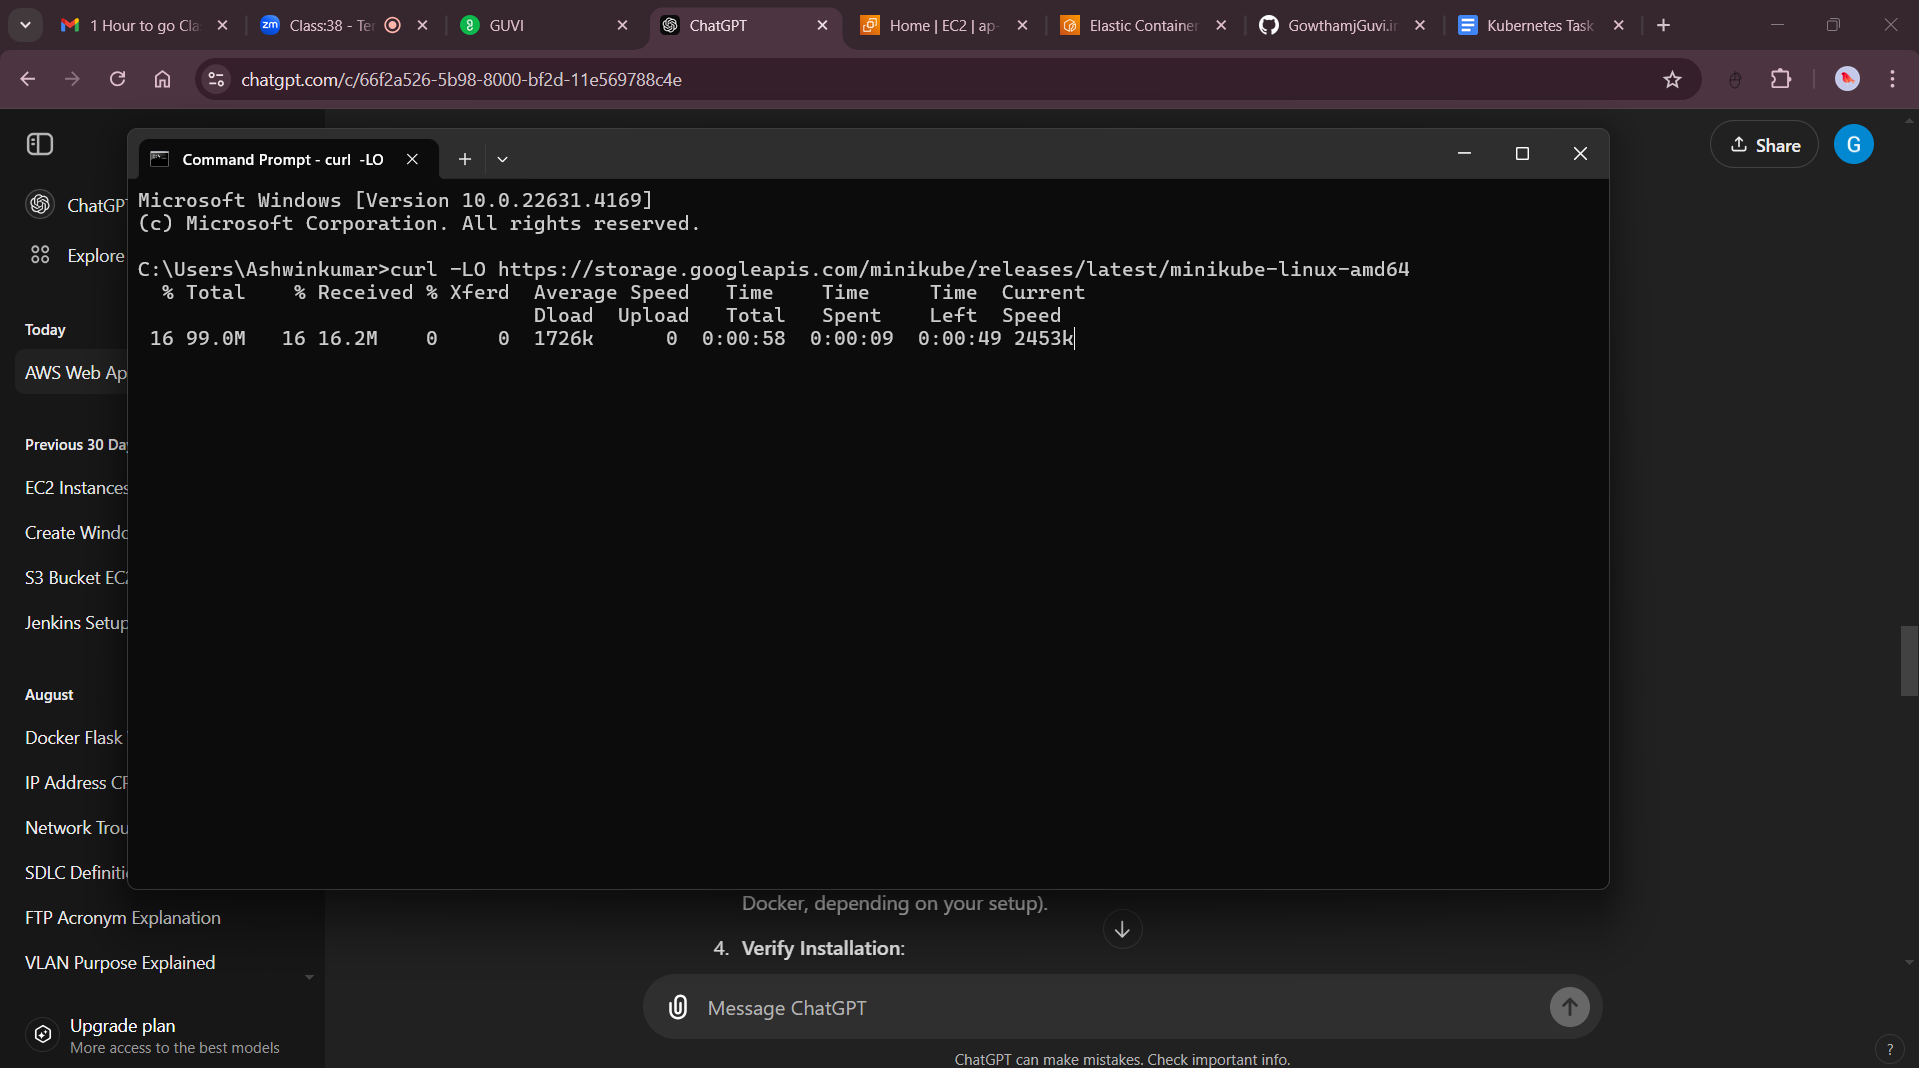 1 Hour to go Cla
zm Class:38 - Ter
GUVI
ChatGPT
Home | EC2 | ap-
Elastic Container
GowthamjGuvi.in
Kubernetes Task
chatgpt.com/c/66f2a526-5b98-8000-bf2d-11e569788c4e
Share
G
Command Prompt - curl -LO
Microsoft Windows [Version 10.0.22631.4169]
(c) Microsoft Corporation. All rights reserved.
C:\Users\Ashwinkumar>curl -LO https://storage.googleapis.com/minikube/releases/latest/minikube-linux-amd64
% Total % Received % Xferd Average Speed Time Time Time Current
Dload Upload Total Spent Left Speed
16 99.0M 16 16.2M 0 0 1726k 0 0:00:58 0:00:09 0:00:49 2453k
ChatGPT
Explore
Today
AWS Web Ap
Previous 30 Da
EC2 Instances
Create Windo
S3 Bucket EC2
Jenkins Setup
August
Docker Flask
IP Address
Network Trou
SDLC Definiti
FTP Acronym Explanation
VLAN Purpose Explained
Upgrade plan
More access to the best models
Docker, depending on your setup).
4. Verify Installation:
Message ChatGPT
ChatGPT can make mistakes. Check important info.
?